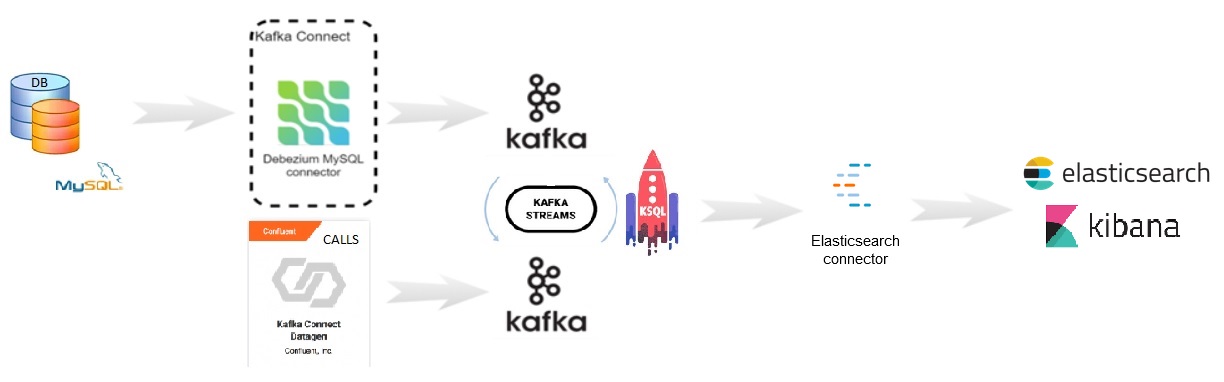 Kafka Connect
DB
MySQL
Debezium MySQL
connector
kafka
KAFKA
STREAMS
KSQL
Confluent
CALLS
Kafka Connect
Datagen
Confluent, Inc.
kafka
Elasticsearch
connector
elasticsearch
kibana